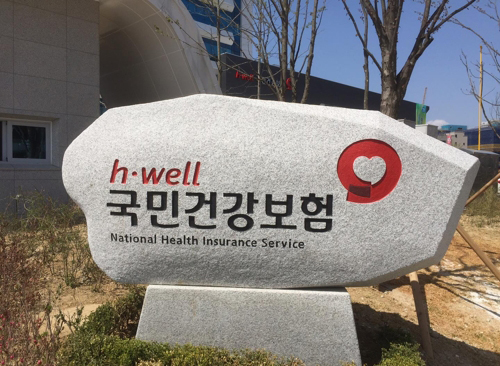 h·well
국민건강보험
National Health Insurance Service